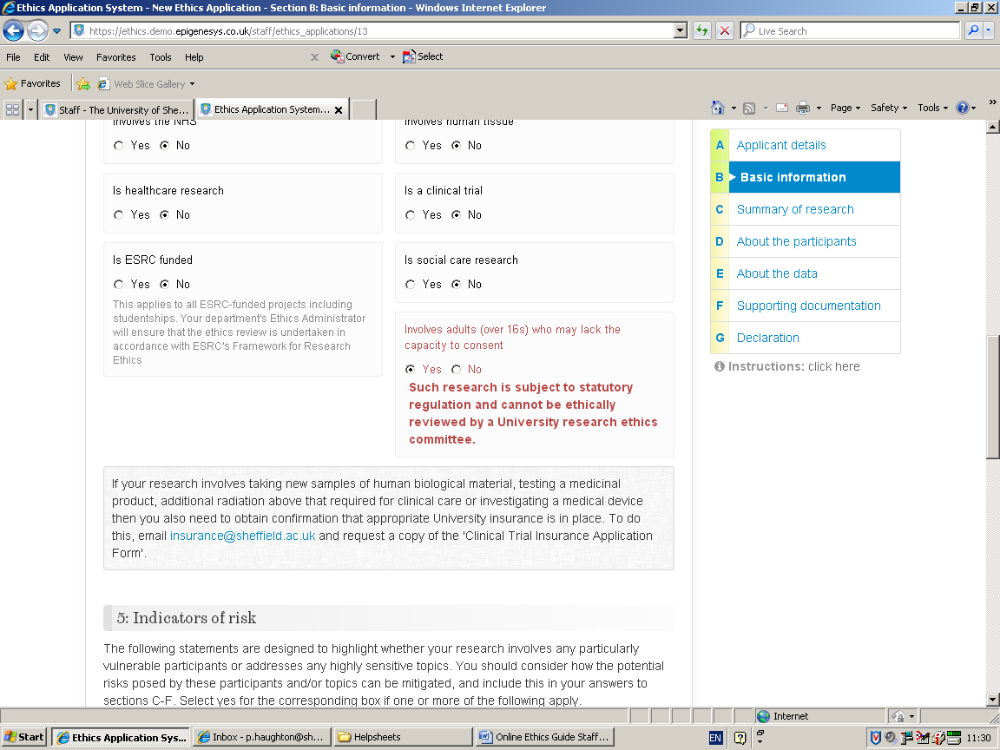 Ethics Application System - New Ethics Application - Section B: Basic information - Windows Internet Explorer
https://ethics.demo.epigenesys.co.uk/staff/ethics_applications/13
Live Search
File Edit View Favorites Tools Help
x Convert Select
Favorites Web Slice Gallery
Staff - The University of She...
Ethics Application System...
Page Safety Tools »
Involves the NHS
Yes No
Involves human tissue
Yes No
Is healthcare research
Yes No
Is a clinical trial
Yes No
Is ESRC funded
Yes No
This applies to all ESRC-funded projects including
studentships. Your department's Ethics Administrator
will ensure that the ethics review is undertaken in
accordance with ESRC's Framework for Research
Ethics
Is social care research
Yes No
Involves adults (over 16s) who may lack the
capacity to consent
Yes No
Such research is subject to statutory
regulation and cannot be ethically
reviewed by a University research ethics
committee.
If your research involves taking new samples of human biological material, testing a medicinal
product, additional radiation above that required for clinical care or investigating a medical device
then you also need to obtain confirmation that appropriate University insurance is in place. To do
this, email insurance@sheffield.ac.uk and request a copy of the 'Clinical Trial Insurance Application
Form'.
5: Indicators of risk
The following statements are designed to highlight whether your research involves any particularly
vulnerable participants or addresses any highly sensitive topics. You should consider how the potential
risks posed by these participants and/or topics can be mitigated, and include this in your answers to
sections C-F. Select yes for the corresponding box if one or more of the following apply.
A Applicant details
B Basic information
C Summary of research
D About the participants
E About the data
F Supporting documentation
G Declaration
Instructions: click here
Internet
Start
Ethics Application Sys...
Inbox - p.haughton@sh...
Helpsheets
Online Ethics Guide Staff...
EN
11:30